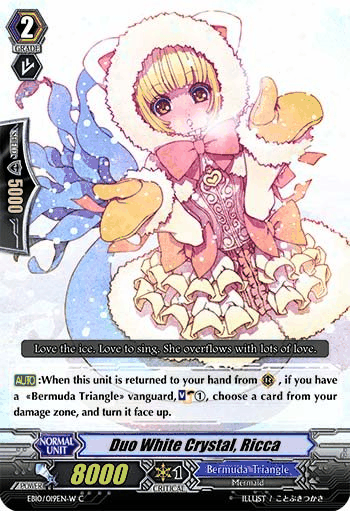 2
GRADE
SHIELD
5000
Love the ice. Love to sing. She overflows with lots of love.
AUTO:When this unit is returned to your hand from R , if you have
a «Bermuda Triangle» vanguard, V ①, choose a card from your
damage zone, and turn it face up.
NORMAL
UNIT
Duo White Crystal, Ricca
POWER
8000
1
CRITICAL
Bermuda Triangle
Mermaid
EB10/019EN-W C
ILLUST / ことぶきつかさ